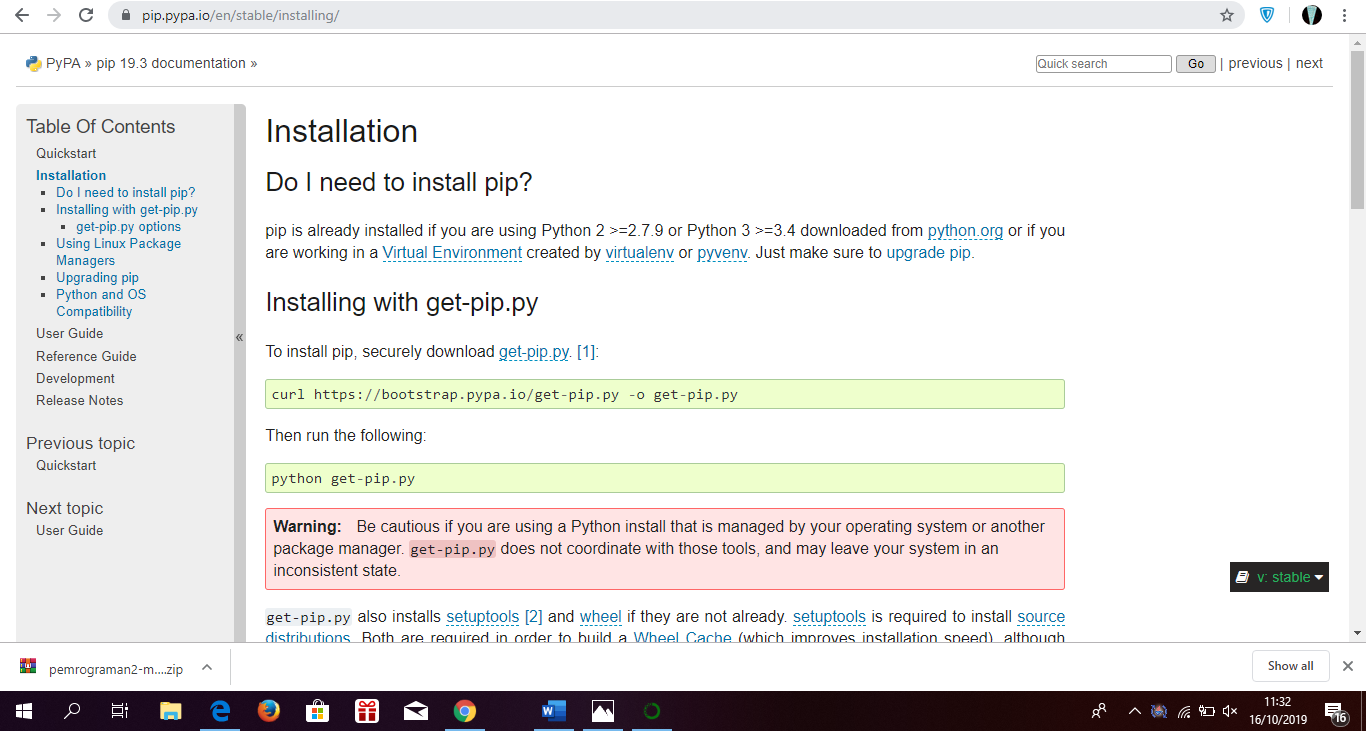 pip.pypa.io/en/stable/installing/
PyPA » pip 19.3 documentation »
Quick search
Go
| previous | next
Table Of Contents
Quickstart
Installation
Do I need to install pip?
Installing with get-pip.py
get-pip.py options
Using Linux Package
Managers
Upgrading pip
Python and OS
Compatibility
User Guide
Reference Guide
Development
Release Notes
Previous topic
Quickstart
Next topic
User Guide
«
Installation
Do I need to install pip?
pip is already installed if you are using Python 2 >=2.7.9 or Python 3 >=3.4 downloaded from python.org or if you
are working in a Virtual Environment created by virtualenv or pyvenv. Just make sure to upgrade pip.
Installing with get-pip.py
To install pip, securely download get-pip.py. [1]:
curl https://bootstrap.pypa.io/get-pip.py -o get-pip.py
Then run the following:
python get-pip.py
Warning: Be cautious if you are using a Python install that is managed by your operating system or another
package manager. get-pip.py does not coordinate with those tools, and may leave your system in an
inconsistent state.
get-pip.py also installs setuptools [2] and wheel if they are not already. setuptools is required to install source
distributions. Both are required in order to build a Wheel Cache (which improves installation speed), although
v: stable
pemrograman2-m....zip
Show all
11:32
16/10/2019
16